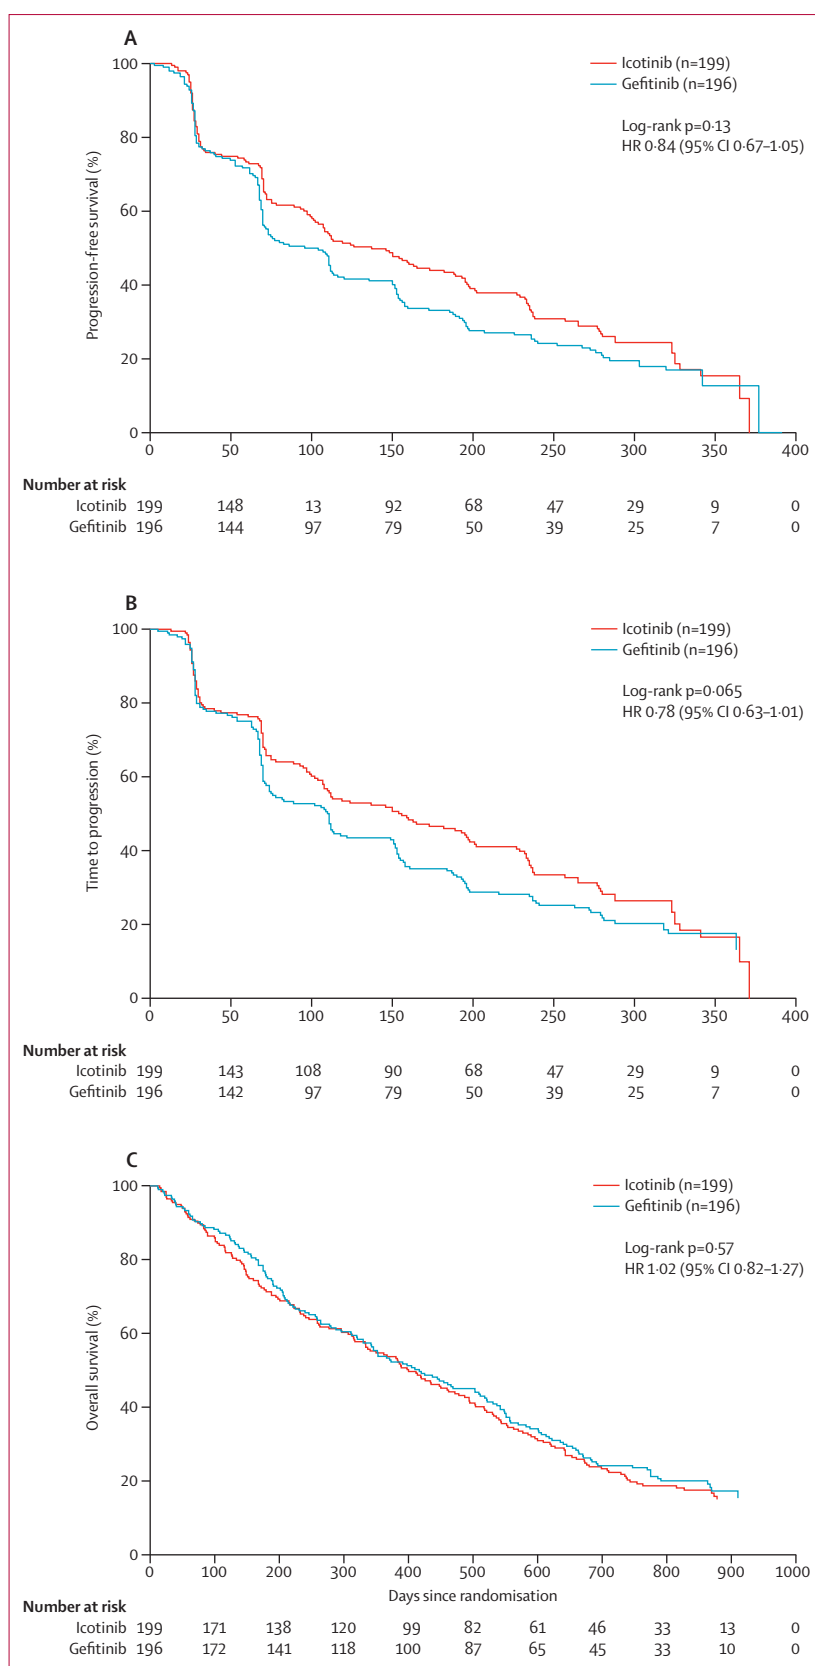 A
100
80
60
40
20
0
Progression-free survival (%)
Icotinib (n=199)
Gefitinib (n=196)
Log-rank p=0·13
HR 0·84 (95% CI 0·67–1·05)
0 50 100 150 200 250 300 350 400
Number at risk
Icotinib 199 148 13 92 68 47 29 9 0
Gefitinib 196 144 97 79 50 39 25 7 0
B
100
80
60
40
20
0
Time to progression (%)
Icotinib (n=199)
Gefitinib (n=196)
Log-rank p=0·065
HR 0·78 (95% CI 0·63–1·01)
0 50 100 150 200 250 300 350 400
Number at risk
Icotinib 199 143 108 90 68 47 29 9 0
Gefitinib 196 142 97 79 50 39 25 7 0
C
100
80
60
40
20
0
Overall survival (%)
Icotinib (n=199)
Gefitinib (n=196)
Log-rank p=0·57
HR 1·02 (95% CI 0·82–1·27)
0 100 200 300 400 500 600 700 800 900 1000
Days since randomisation
Number at risk
Icotinib 199 171 138 120 99 82 61 46 33 13 0
Gefitinib 196 172 141 118 100 87 65 45 33 10 0